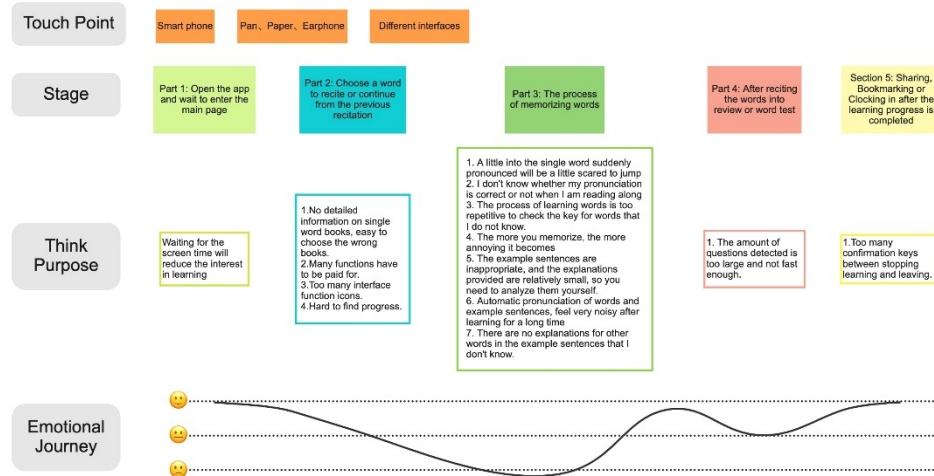 Touch Point
Smart phone
Pan、Paper、Earphone
Different interfaces
Stage
Part 1: Open the app
and wait to enter the
main page
Part 2: Choose a word
to recite or continue
from the previous
recitation
Part 3: The process
of memorizing words
Part 4: After reciting
the words into
review or word test
Section 5: Sharing,
Bookmarking or
Clocking in after the
learning progress is
completed
Think
Purpose
Waiting for the
screen time will
reduce the interest
in learning
1.No detailed
information on single
word books, easy to
choose the wrong
books.
2.Many functions have
to be paid for.
3.Too many interface
function icons.
4.Hard to find progress.
1. A little into the single word suddenly
pronounced will be a little scared to jump
2. I don't know whether my pronunciation
is correct or not when I am reading along
3. The process of learning words is too
repetitive to check the key for words that
I do not know.
4. The more you memorize, the more
annoying it becomes
5. The example sentences are
inappropriate, and the explanations
provided are relatively small, so you
need to analyze them yourself.
6. Automatic pronunciation of words and
example sentences, feel very noisy after
learning for a long time
7. There are no explanations for other
words in the example sentences that I
don't know.
1. The amount of
questions detected is
too large and not fast
enough.
1.Too many
confirmation keys
between stopping
learning and leaving.
Emotional
Journey